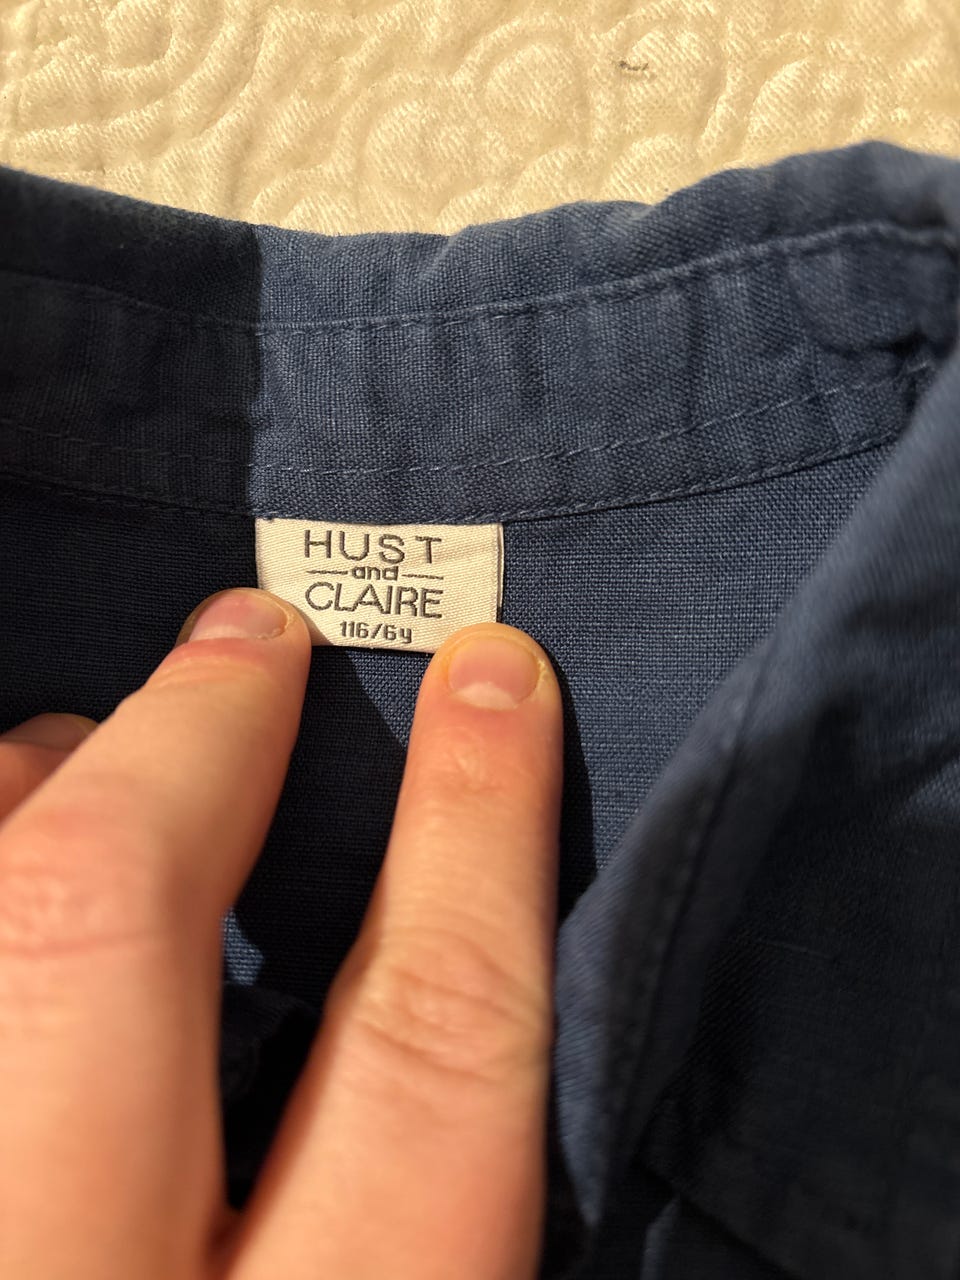 HUST
and
CLAIRE
116/6y